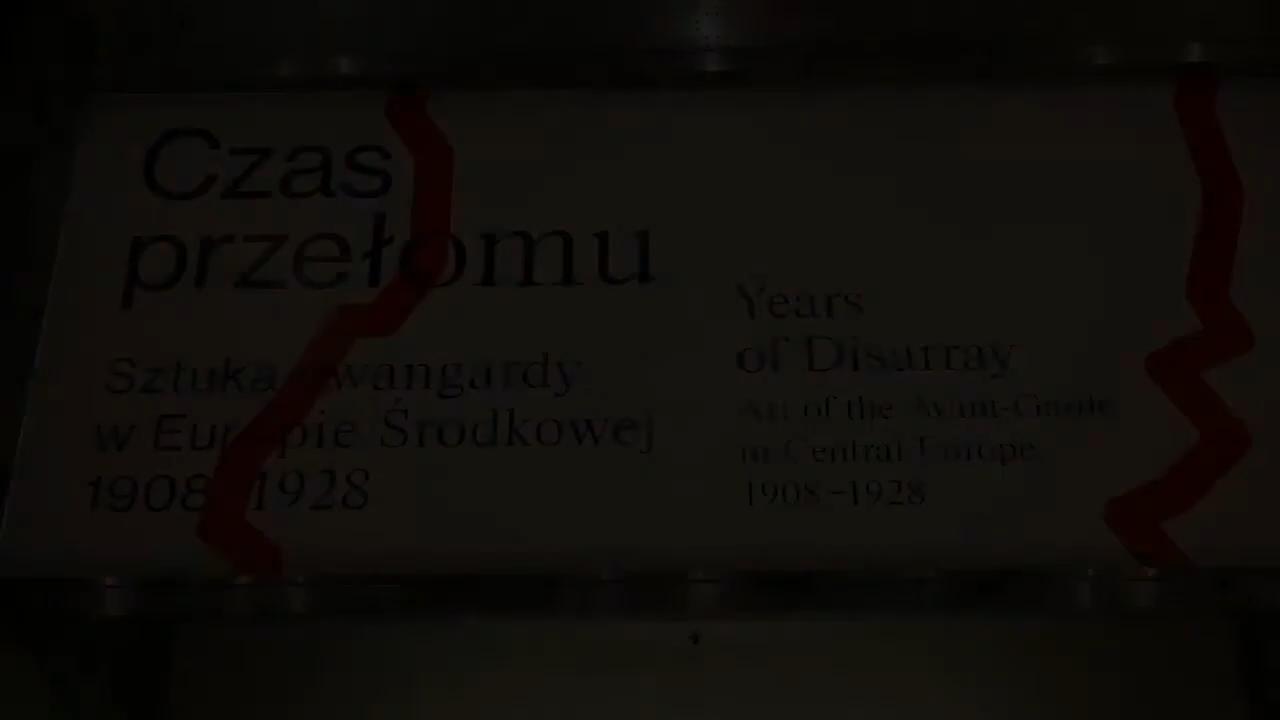 Czas
przełomu
Sztuka awangardy
w Europie Środkowej
1908–1928
Years
of Disarray
Art of the Avant-Garde
in Central Europe
1908–1928